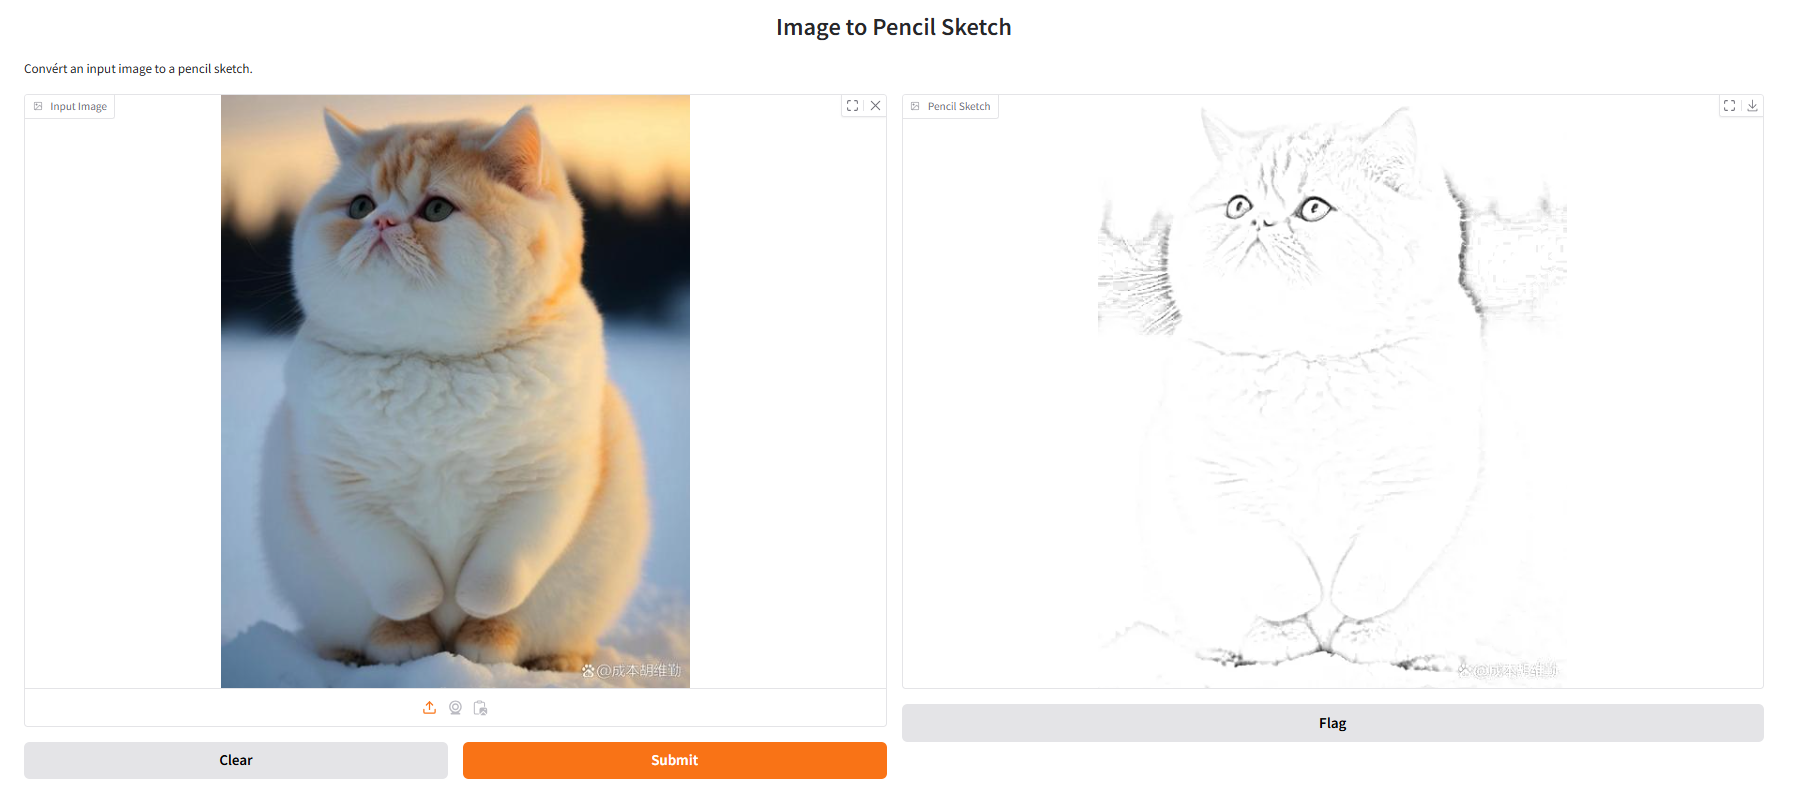 Image to Pencil Sketch
Convért an input image to a pencil sketch.
Input Image
Pencil Sketch
@成本胡维勤
Flag
Clear
Submit